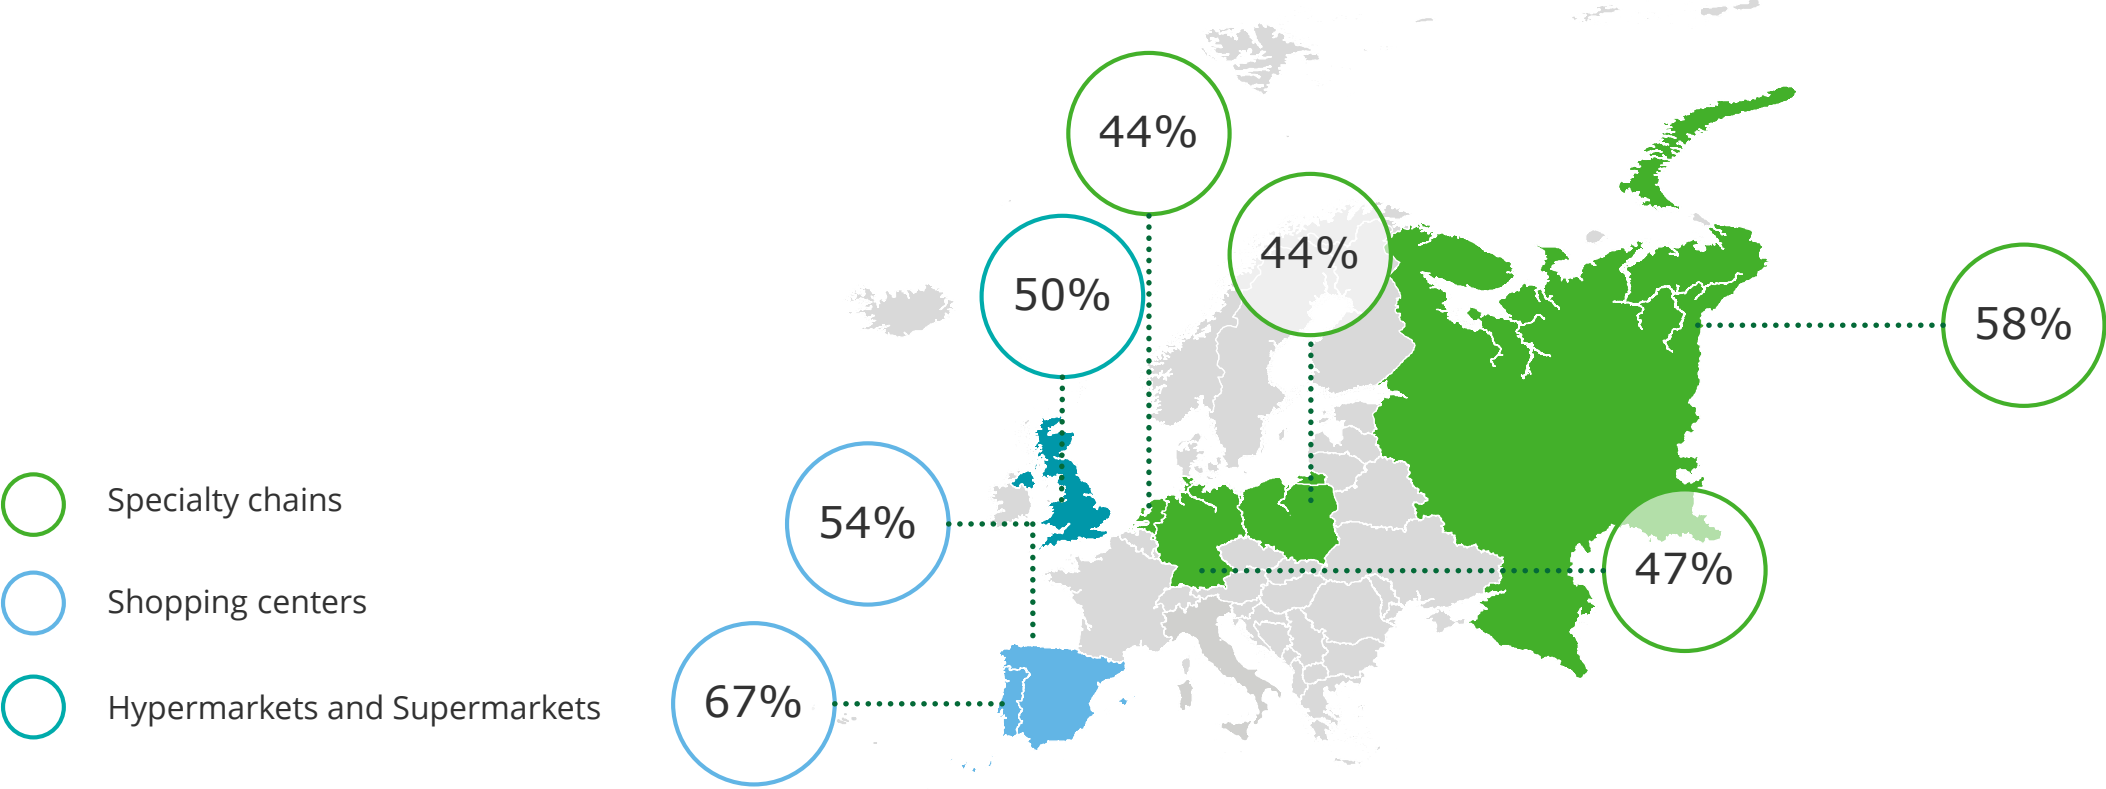 44%
44%
50%
58%
54%
47%
67%
Specialty chains
Shopping centers
Hypermarkets and Supermarkets